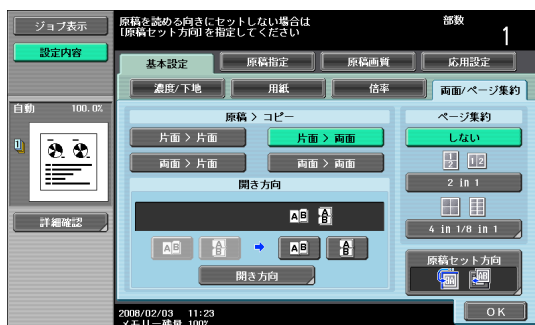 ジョブ表示
設定内容
原稿を読める向きにセットしない場合は
「原稿セット方向」を指定してください
部数
1
基本設定
原稿指定
原稿画質
応用設定
濃度/下地
用紙
倍率
両面/ページ集約
自動 100.0%
原稿 > コピー
片面 > 片面
片面 > 両面
両面 > 片面
両面 > 両面
開き方向
開き方向
ページ集約
しない
2 in 1
4 in 1/8 in 1
原稿セット方向
詳細確認
2008/02/03 11:23
メモリー残量 100%
OK